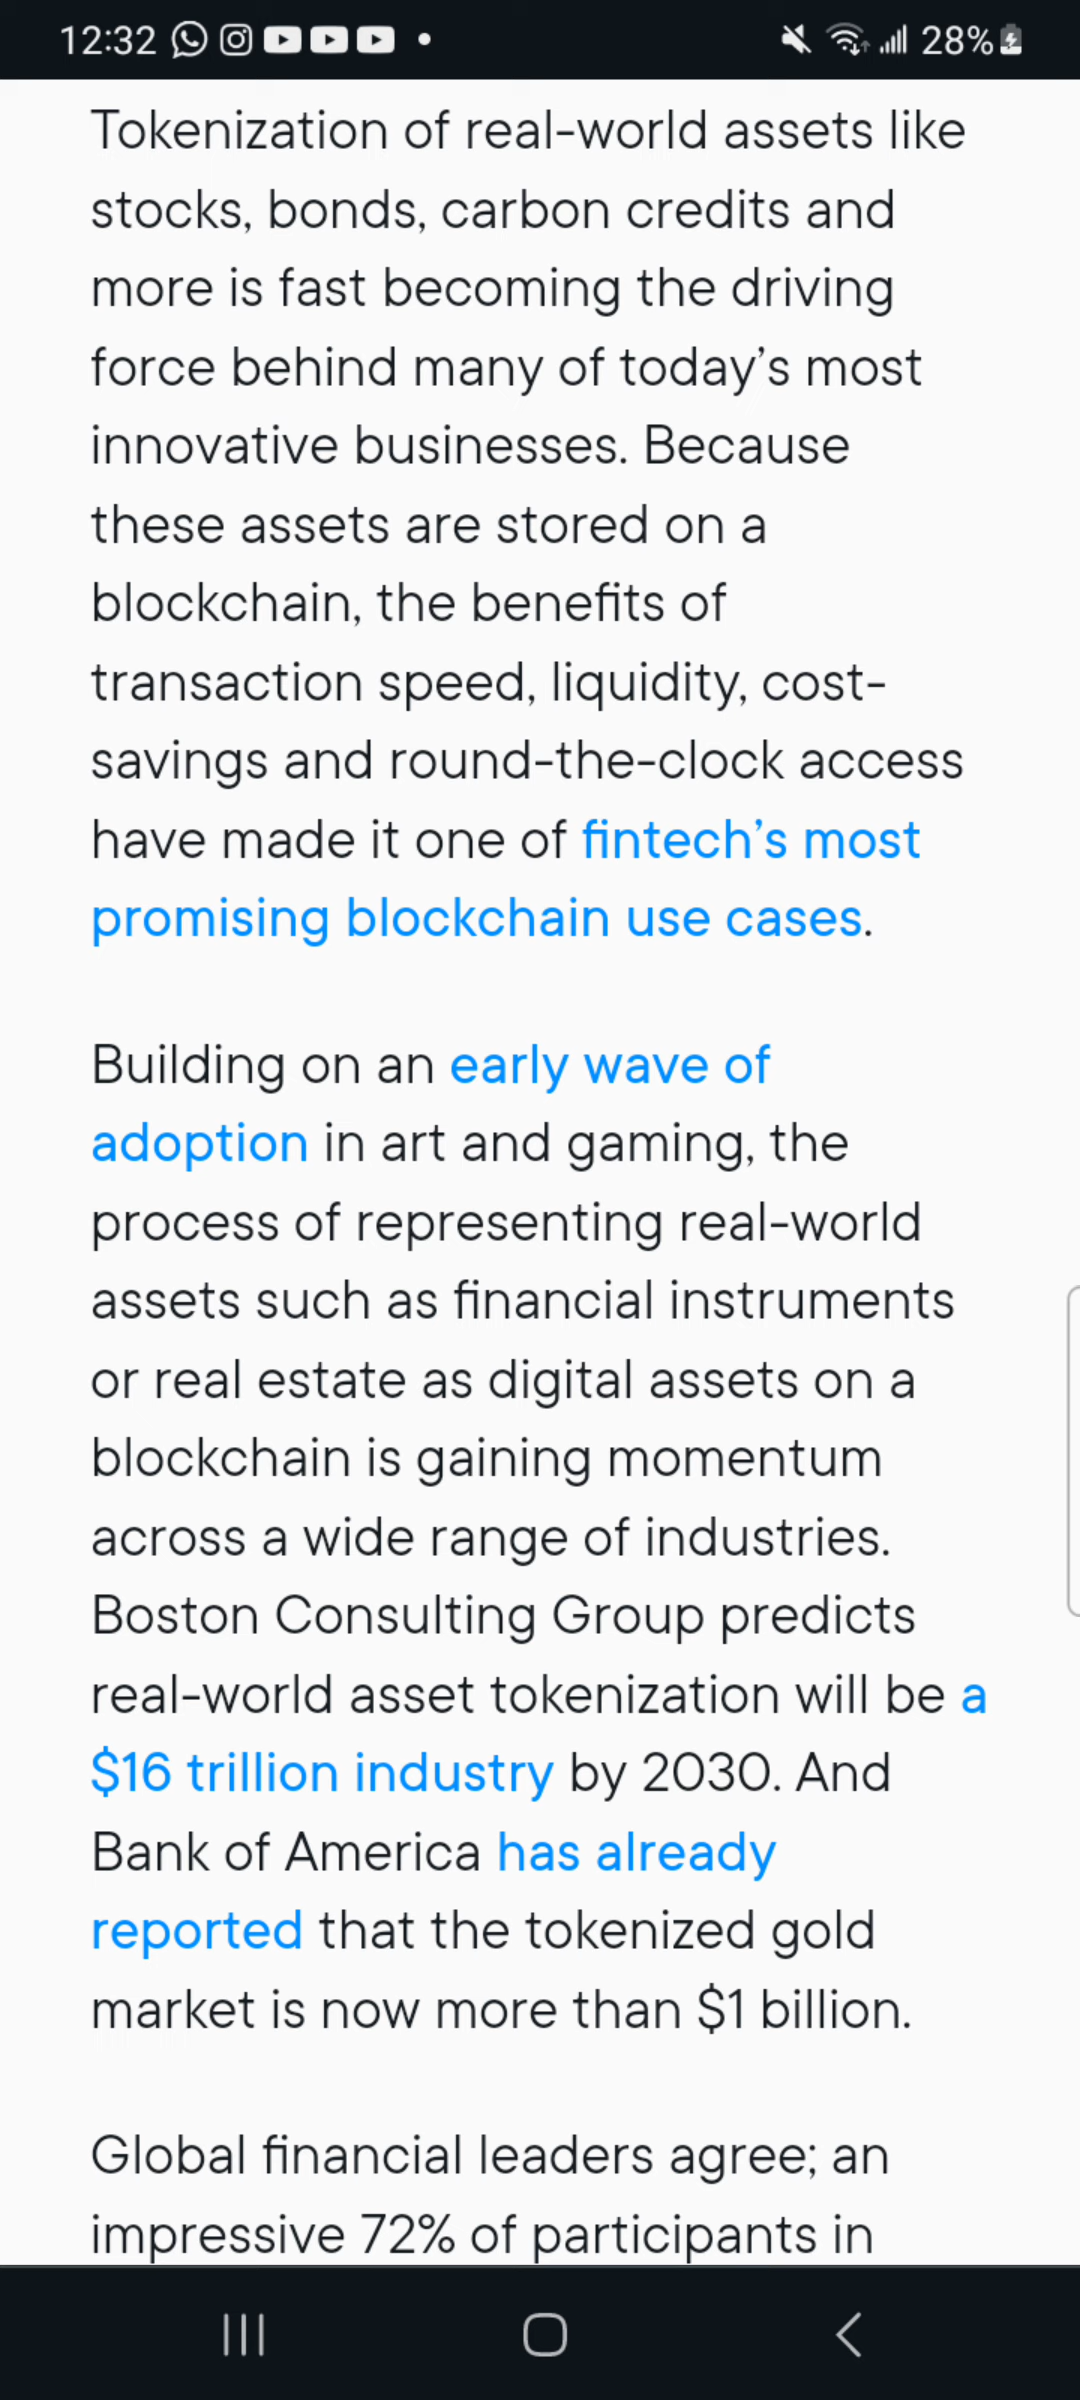 12:32
28%
Tokenization of real-world assets like
stocks, bonds, carbon credits and
more is fast becoming the driving
force behind many of today’s most
innovative businesses. Because
these assets are stored on a
blockchain, the benefits of
transaction speed, liquidity, cost-
savings and round-the-clock access
have made it one of fintech’s most
promising blockchain use cases.
Building on an early wave of
adoption in art and gaming, the
process of representing real-world
assets such as financial instruments
or real estate as digital assets on a
blockchain is gaining momentum
across a wide range of industries.
Boston Consulting Group predicts
real-world asset tokenization will be a
$16 trillion industry by 2030. And
Bank of America has already
reported that the tokenized gold
market is now more than $1 billion.
Global financial leaders agree; an
impressive 72% of participants in